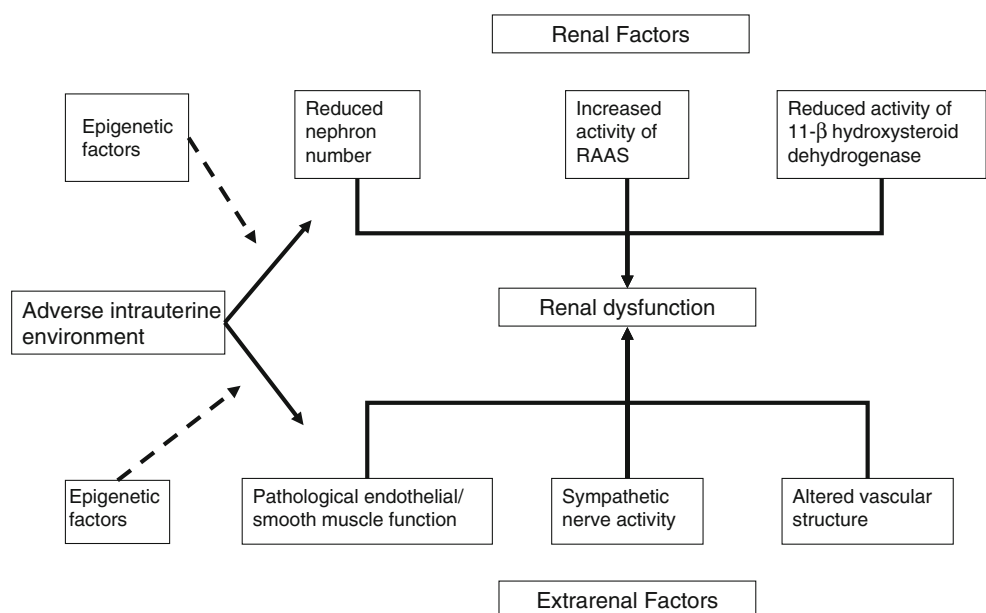 Renal Factors
Epigenetic
factors
Reduced
nephron
number
Increased
activity of
RAAS
Reduced activity of
11-β hydroxysteroid
dehydrogenase
Adverse intrauterine
environment
Renal dysfunction
Epigenetic
factors
Pathological endothelial/
smooth muscle function
Sympathetic
nerve activity
Altered vascular
structure
Extrarenal Factors